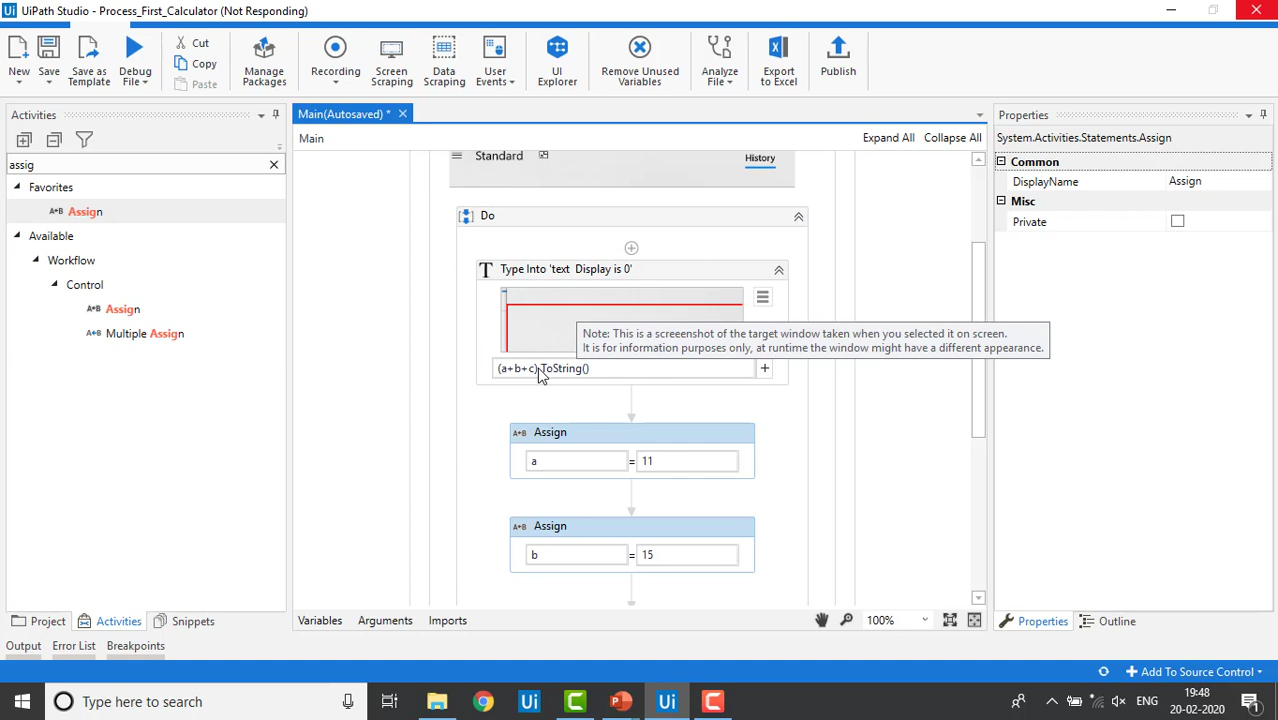 UiPath Studio - Process_First_Calculator (Not Responding)
New
Save
Save as
Template
Debug
File
Cut
Copy
Paste
Manage
Packages
Recording
Screen
Scraping
Data
Scraping
User
Events
UI
Explorer
Remove Unused
Variables
Analyze
File
Export
to Excel
Publish
Activities
assig
Favorites
Assign
Available
Workflow
Control
Assign
Multiple Assign
Project
Activities
Snippets
Main(Autosaved) *
Main
Expand All
Collapse All
Standard
History
Do
Type Into 'text  Display is 0'
Note: This is a screeenshot of the target window taken when you selected it on screen.
It is for information purposes only, at runtime the window might have a different appearance.
(a+b+c).ToString()
Assign
a = 11
Assign
b = 15
Variables
Arguments
Imports
100%
Properties
System.Activities.Statements.Assign
Common
DisplayName
Assign
Misc
Private
Properties
Outline
Output
Error List
Breakpoints
Add To Source Control
Type here to search
ENG
19:48
20-02-2020